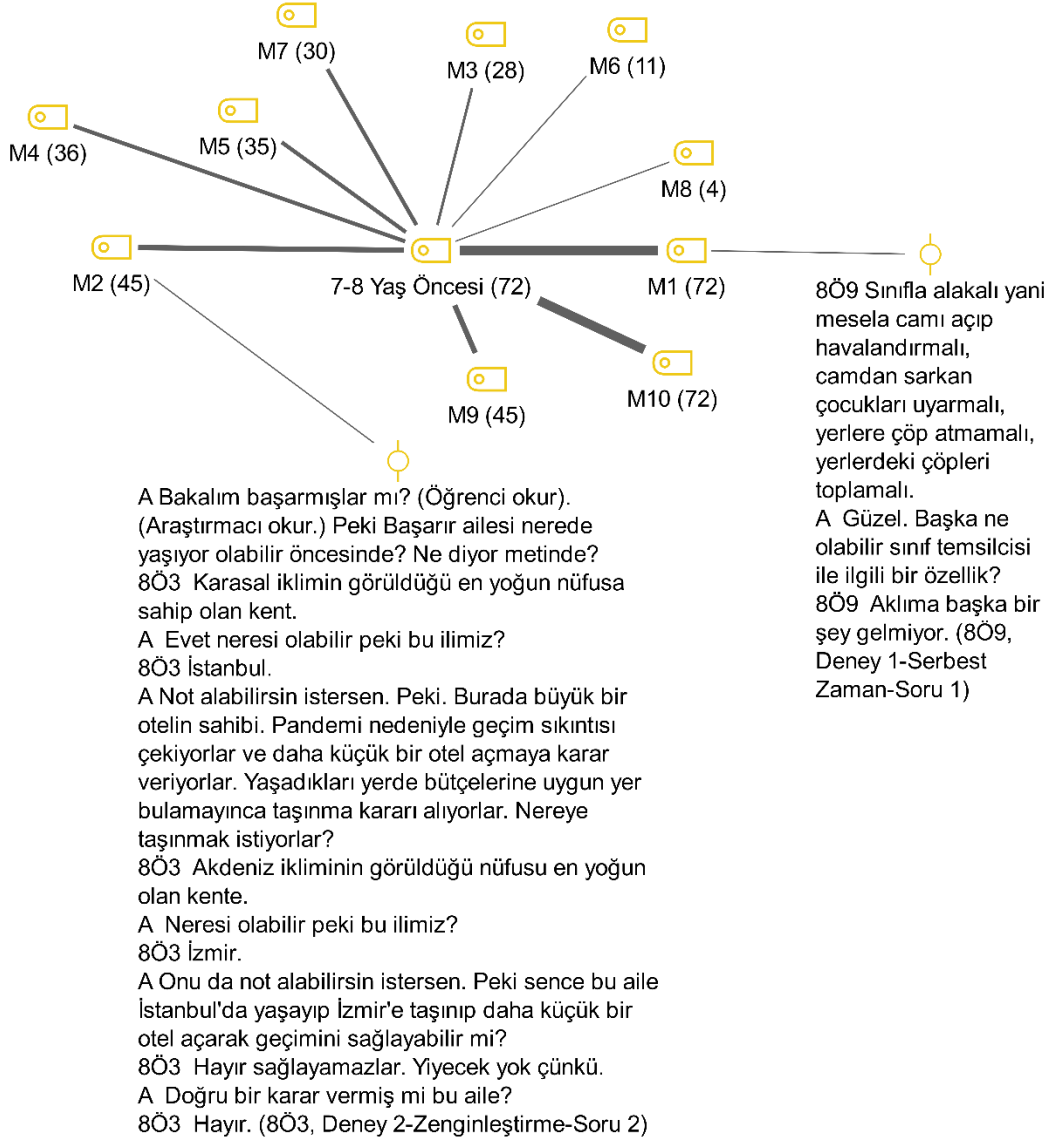 M7 (30)
M3 (28)
M6 (11)
M4 (36)
M5 (35)
M8 (4)
M2 (45)
7-8 Yaş Öncesi (72)
M1 (72)
M9 (45)
M10 (72)
8Ö9 Sınıfla alakalı yani
mesela camı açıp
havalandırmalı,
camdan sarkan
çocukları uyarmalı,
yerlere çöp atmamalı,
yerlerdeki çöpleri
toplamalı.
A Güzel. Başka ne
olabilir sınıf temsilcisi
ile ilgili bir özellik?
8Ö9 Aklıma başka bir
şey gelmiyor. (8Ö9,
Deney 1-Serbest
Zaman-Soru 1)
A Bakalım başarmışlar mı? (Öğrenci okur).
(Araştırmacı okur.) Peki Başarır ailesi nerede
yaşıyor olabilir öncesinde? Ne diyor metinde?
8Ö3 Karasal iklimin görüldüğü en yoğun nüfusa
sahip olan kent.
A Evet neresi olabilir peki bu ilimiz?
8Ö3 İstanbul.
A Not alabilirsin istersen. Peki. Burada büyük bir
otelin sahibi. Pandemi nedeniyle geçim sıkıntısı
çekiyorlar ve daha küçük bir otel açmaya karar
veriyorlar. Yaşadıkları yerde bütçelerine uygun yer
bulamayınca taşınma kararı alıyorlar. Nereye
taşınmak istiyorlar?
8Ö3 Akdeniz ikliminin görüldüğü nüfusu en yoğun
olan kente.
A Neresi olabilir peki bu ilimiz?
8Ö3 İzmir.
A Onu da not alabilirsin istersen. Peki sence bu aile
İstanbul'da yaşayıp İzmir'e taşınıp daha küçük bir
otel açarak geçimini sağlayabilir mi?
8Ö3 Hayır sağlayamazlar. Yiyecek yok çünkü.
A Doğru bir karar vermiş mi bu aile?
8Ö3 Hayır. (8Ö3, Deney 2-Zenginleştirme-Soru 2)